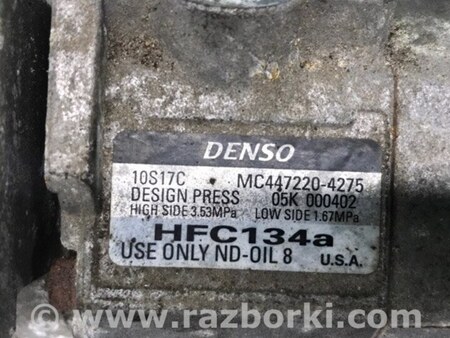 DENSO
10S17C MC447220-4275
DESIGN PRESS 05K 000402
HIGH SIDE 3.53MPa LOW SIDE 1.67MPa
HFC134a
USE ONLY ND-OIL 8 U.S.A.
www.razborki.com